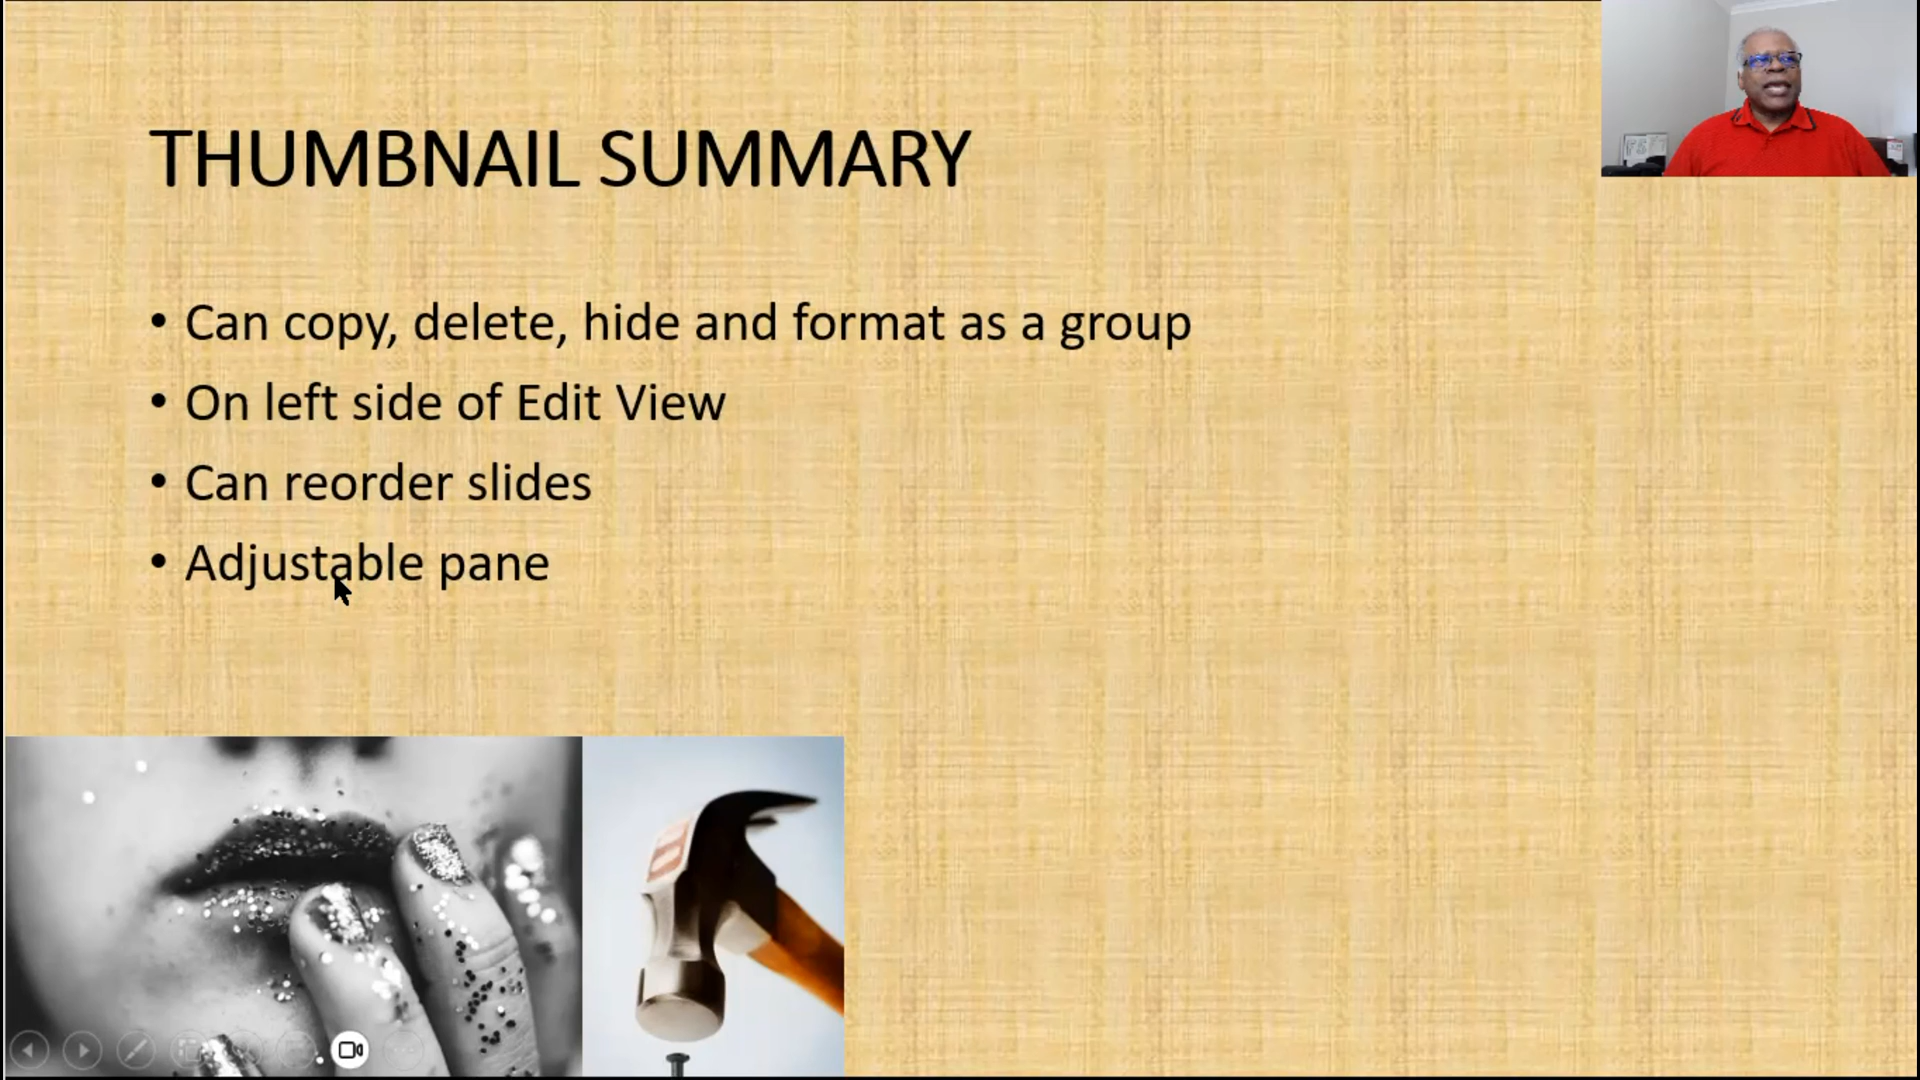 THUMBNAIL SUMMARY
• Can copy, delete, hide and format as a group
• On left side of Edit View
• Can reorder slides
• Adjustable pane